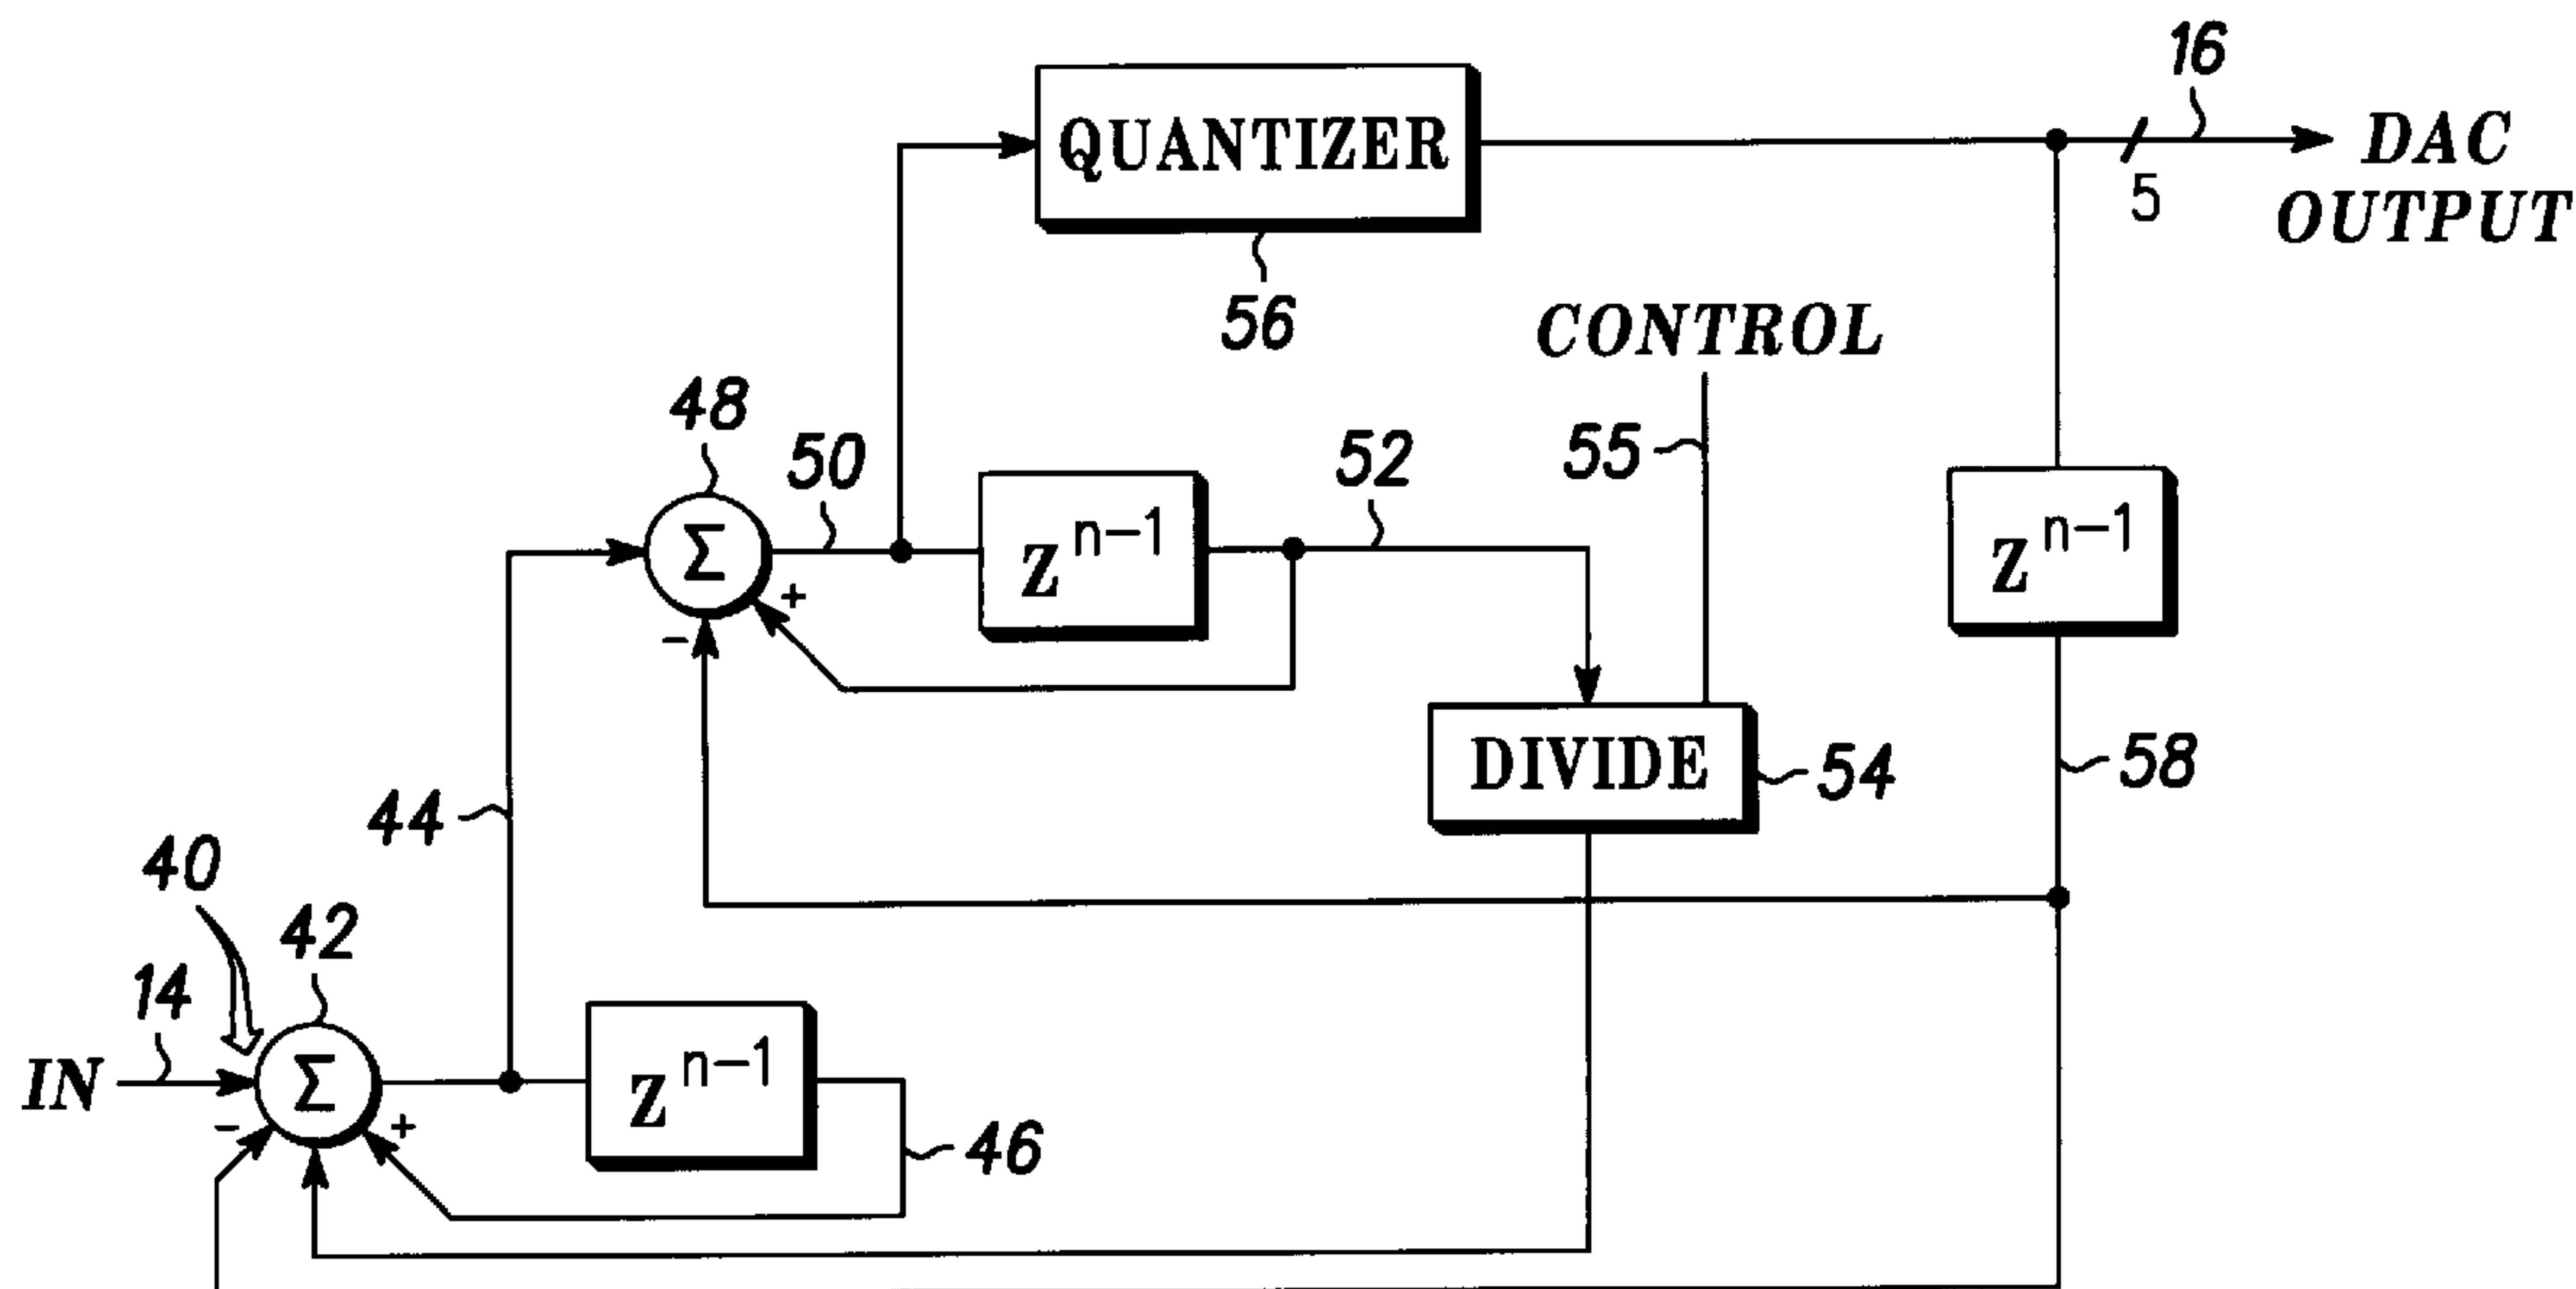 16
QUANTIZER
DAC
OUTPUT
5
56
CONTROL
48
50
52
55
Σ
Z n-1
Z n-1
+
-
DIVIDE
54
58
44
40
42
14
IN
Σ
Z n-1
-
+
46